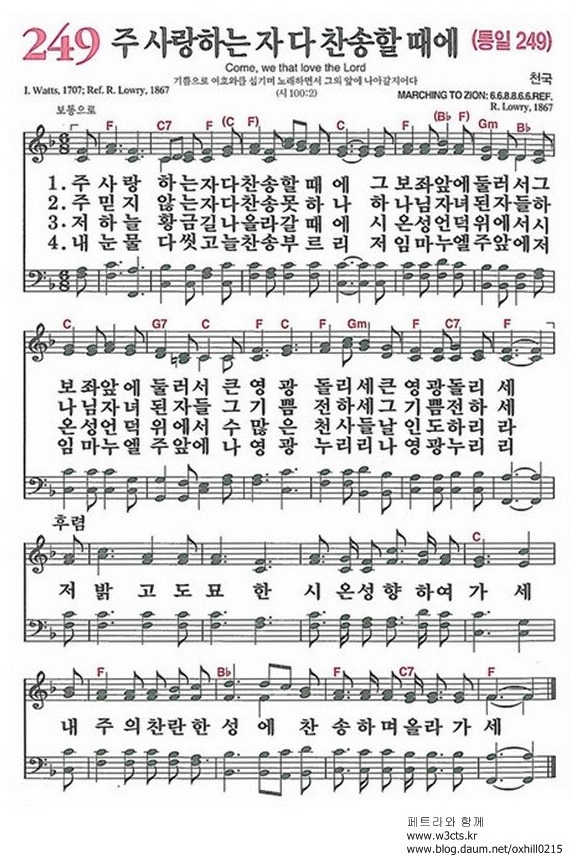 249 주 사랑하는 자 다 찬송할 때에 (통일 249)
Come, we that love the Lord
기쁨으로 여호와를 섬기며 노래하면서 그의 앞에 나아갈지어다
천국
I. Watts, 1707; Ref. R. Lowry, 1867
(시 100:2)
MARCHING TO ZION: 6.6.8.8.6.6.REF.
R. Lowry, 1867
보통으로
F C7 F (C F) C F (B♭ F) Gm B♭
1. 주 사 랑 하 는 자 다 찬 송 할 때 에 그 보 좌 앞 에 둘 러 서 그
2. 주 믿 지 않 는 자 다 찬 송 못 하 나 하 나 님 자 녀 된 자 들 하
3. 저 하 늘 황 금 길 나 올 라 갈 때 에 시 온 성 언 덕 위 에 서 시
4. 내 눈 물 다 씻 고 늘 찬 송 부 르 리 저 임 마 누 엘 주 앞 에 저
C G7 C F C F Gm F C7 F
보 좌 앞 에 둘 러 서 큰 영 광 돌 리 세 큰 영 광 돌 리 세
나 님 자 녀 된 자 들 그 기 쁨 전 하 세 그 기 쁨 전 하 세
온 성 언 덕 위 에 서 수 많 은 천 사 들 날 인 도 하 리 라
임 마 누 엘 주 앞 에 나 영 광 누 리 리 나 영 광 누 리 리
후렴
C
저 밝 고 도 묘 한 시 온 성 향 하 여 가 세
F B♭ F C7 F
내 주 의 찬 란 한 성 에 찬 송 하 며 올 라 가 세
페트라와 함께
www.w3cts.kr
www.blog.daum.net/oxhill0215